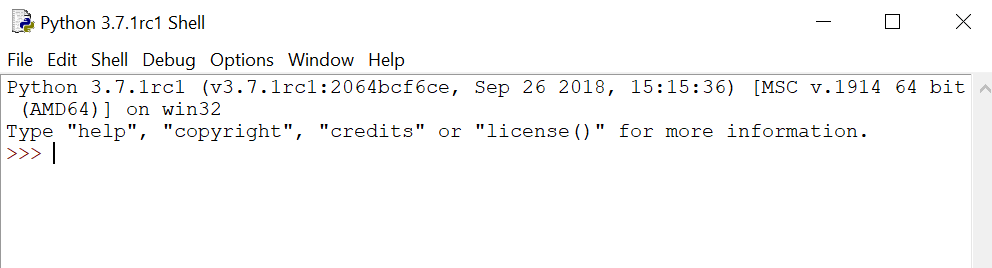 Python 3.7.1rc1 Shell
File Edit Shell Debug Options Window Help
Python 3.7.1rc1 (v3.7.1rc1:2064bcf6ce, Sep 26 2018, 15:15:36) [MSC v.1914 64 bit
(AMD64)] on win32
Type "help", "copyright", "credits" or "license()" for more information.
>>>